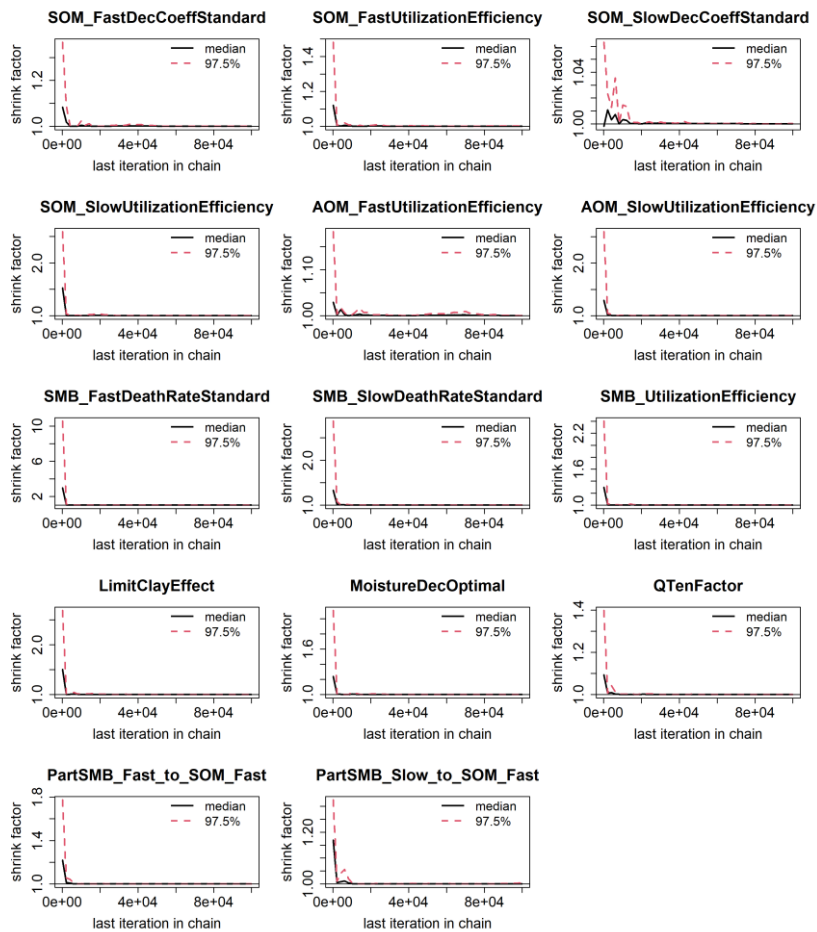 SOM_FastDecCoeffStandard
shrink factor
1.0 1.2
median
97.5%
0e+00 4e+04 8e+04
last iteration in chain
SOM_FastUtilizationEfficiency
shrink factor
1.0 1.2 1.4
median
97.5%
0e+00 4e+04 8e+04
last iteration in chain
SOM_SlowDecCoeffStandard
shrink factor
1.00 1.04
median
97.5%
0e+00 4e+04 8e+04
last iteration in chain
SOM_SlowUtilizationEfficiency
shrink factor
1.0 2.0
median
97.5%
0e+00 4e+04 8e+04
last iteration in chain
AOM_FastUtilizationEfficiency
shrink factor
1.00 1.10
median
97.5%
0e+00 4e+04 8e+04
last iteration in chain
AOM_SlowUtilizationEfficiency
shrink factor
1.0 2.0
median
97.5%
0e+00 4e+04 8e+04
last iteration in chain
SMB_FastDeathRateStandard
shrink factor
2 6 10
median
97.5%
0e+00 4e+04 8e+04
last iteration in chain
SMB_SlowDeathRateStandard
shrink factor
1.0 2.0
median
97.5%
0e+00 4e+04 8e+04
last iteration in chain
SMB_UtilizationEfficiency
shrink factor
1.0 1.4 1.8 2.2
median
97.5%
0e+00 4e+04 8e+04
last iteration in chain
LimitClayEffect
shrink factor
1.0 2.0
median
97.5%
0e+00 4e+04 8e+04
last iteration in chain
MoistureDecOptimal
shrink factor
1.0 1.6
median
97.5%
0e+00 4e+04 8e+04
last iteration in chain
QTenFactor
shrink factor
1.0 1.2 1.4
median
97.5%
0e+00 4e+04 8e+04
last iteration in chain
PartSMB_Fast_to_SOM_Fast
shrink factor
1.0 1.4 1.8
median
97.5%
0e+00 4e+04 8e+04
last iteration in chain
PartSMB_Slow_to_SOM_Fast
shrink factor
1.00 1.20
median
97.5%
0e+00 4e+04 8e+04
last iteration in chain